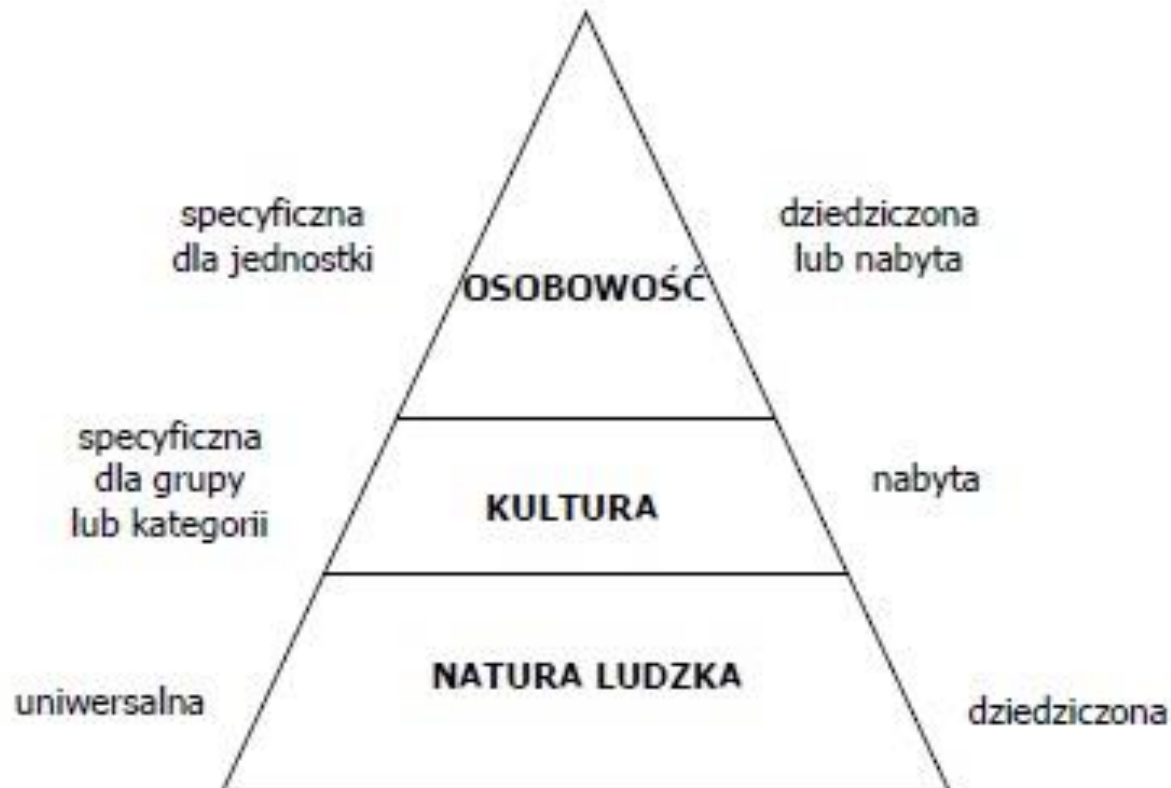 specyficzna
dla jednostki
dziedziczona
lub nabyta
OSOBOWOŚĆ
specyficzna
dla grupy
lub kategorii
KULTURA
nabyta
uniwersalna
NATURA LUDZKA
dziedziczona